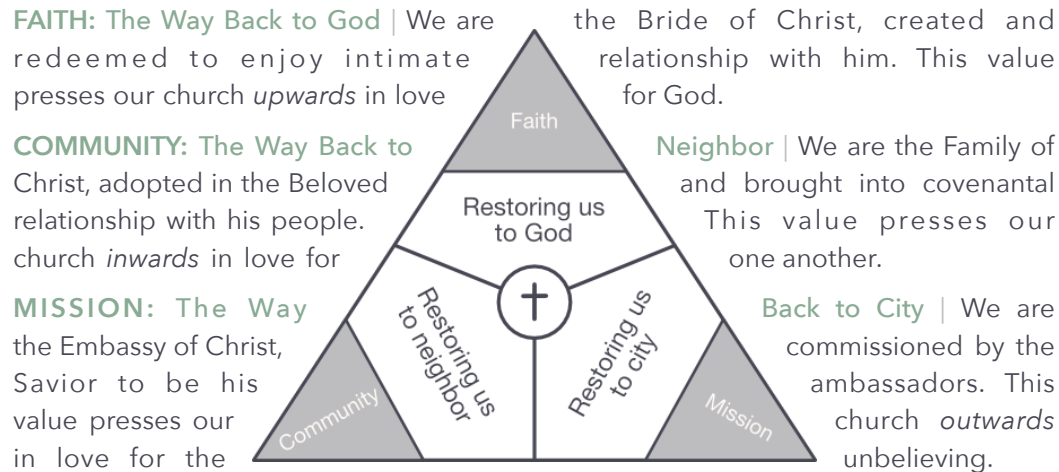 FAITH: The Way Back to God | We are the Bride of Christ, created and
redeemed to enjoy intimate relationship with him. This value
presses our church upwards in love for God.
COMMUNITY: The Way Back to Neighbor | We are the Family of
Christ, adopted in the Beloved and brought into covenantal
relationship with his people. This value presses our
church inwards in love for one another.
MISSION: The Way Back to City | We are
the Embassy of Christ, commissioned by the
Savior to be his ambassadors. This
value presses our church outwards
in love for the unbelieving.
Faith
Restoring us
to God
Restoring us
to neighbor
Restoring us
to city
Community
Mission